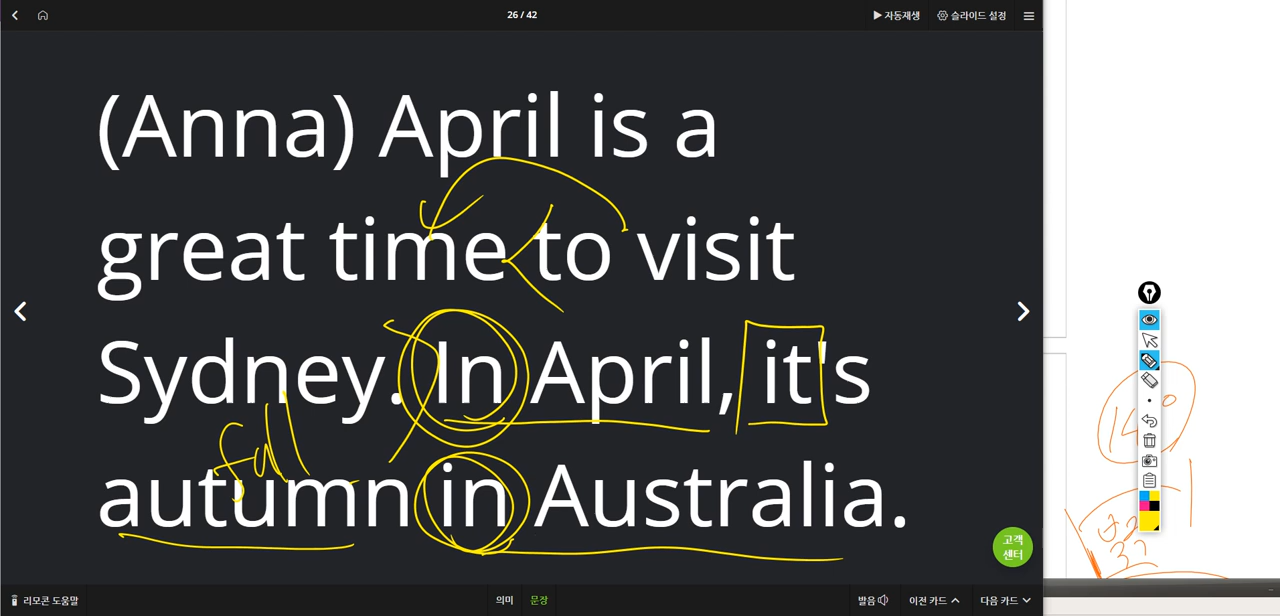 26 / 42
자동재생
슬라이드 설정
(Anna) April is a
great time to visit
Sydney. In April, it's
fall
autumn in Australia.
고객
센터
리모콘 도움말
의미
문장
발음
이전 카드
다음 카드